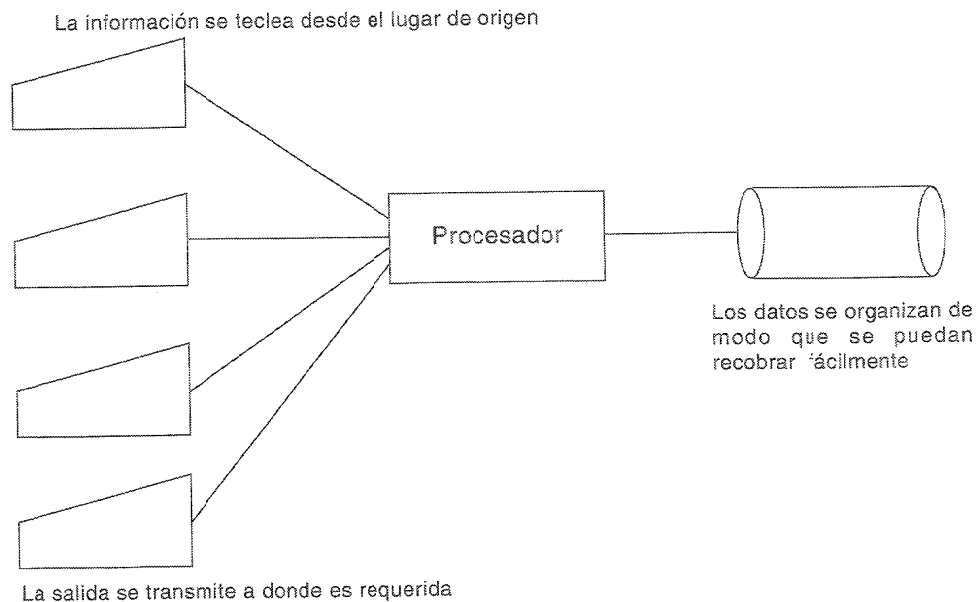 La información se teclea desde el lugar de origen
Procesador
Los datos se organizan de
modo que se puedan
recobrar fácilmente
La salida se transmite a donde es requerida